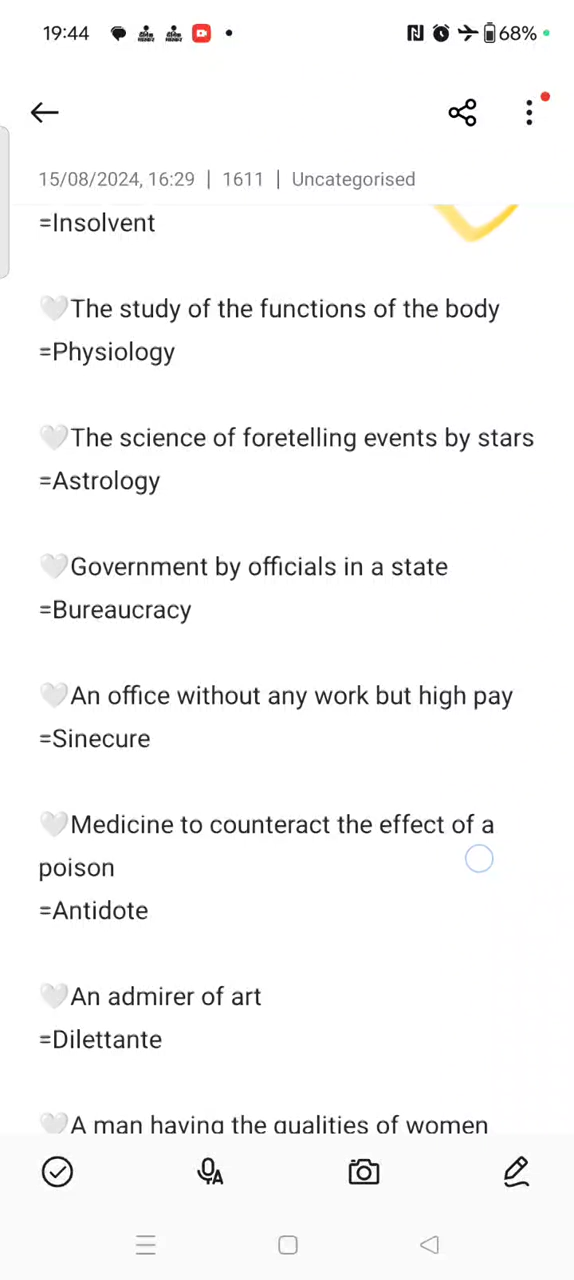 19:44
68%
15/08/2024, 16:29 | 1611 | Uncategorised
=Insolvent
🤍The study of the functions of the body
=Physiology
🤍The science of foretelling events by stars
=Astrology
🤍Government by officials in a state
=Bureaucracy
🤍An office without any work but high pay
=Sinecure
🤍Medicine to counteract the effect of a
poison
=Antidote
🤍An admirer of art
=Dilettante
🤍A man having the qualities of women